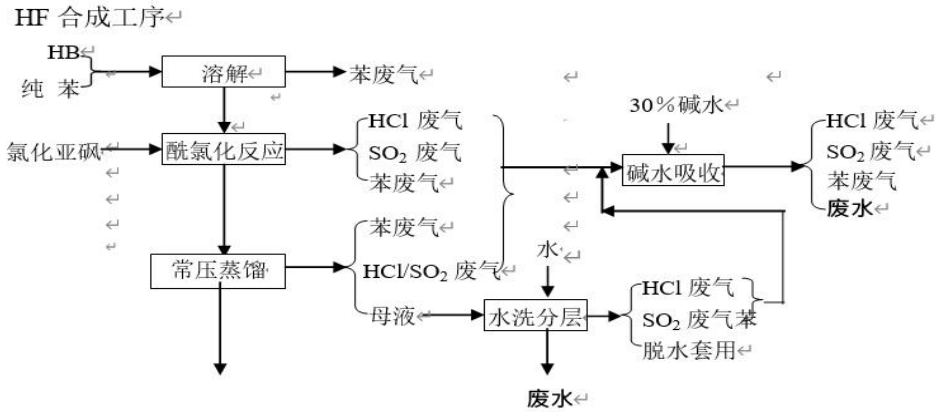 HF 合成工序
HB
纯 苯
溶解
苯废气
30%碱水
氯化亚砜
酰氯化反应
HCl 废气
SO2 废气
苯废气
碱水吸收
HCl 废气
SO2 废气
苯废气
废水
常压蒸馏
苯废气
HCl/SO2 废气
母液
水
水洗分层
HCl 废气
SO2 废气苯
脱水套用
废水